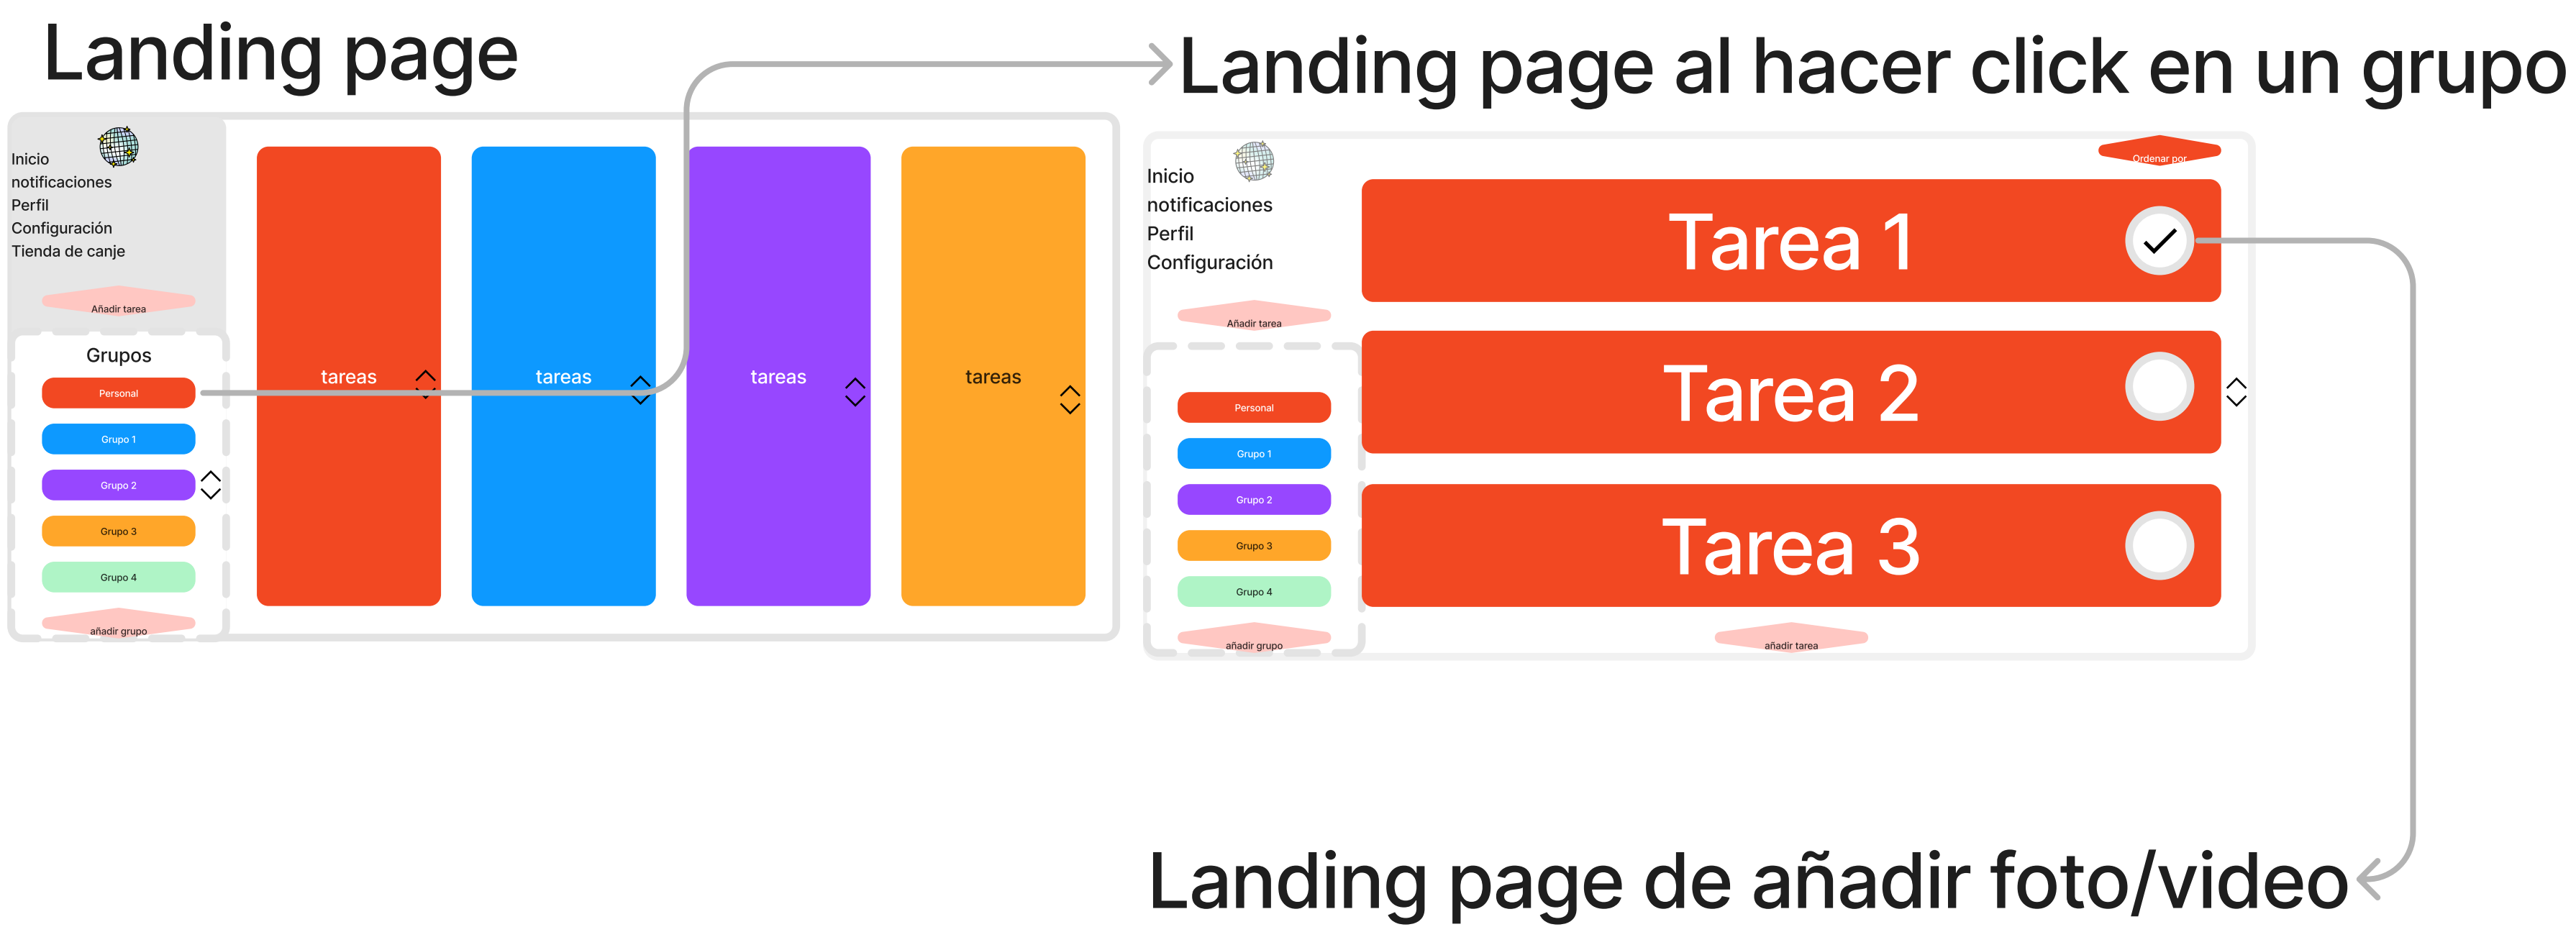 Landing page
Inicio
notificaciones
Perfil
Configuración
Tienda de canje
Añadir tarea
Grupos
Personal
Grupo 1
Grupo 2
Grupo 3
Grupo 4
añadir grupo
tareas
tareas
tareas
tareas
Landing page al hacer click en un grupo
Inicio
notificaciones
Perfil
Configuración
Añadir tarea
Personal
Grupo 1
Grupo 2
Grupo 3
Grupo 4
añadir grupo
Ordenar por
Tarea 1
Tarea 2
Tarea 3
añadir tarea
Landing page de añadir foto/video